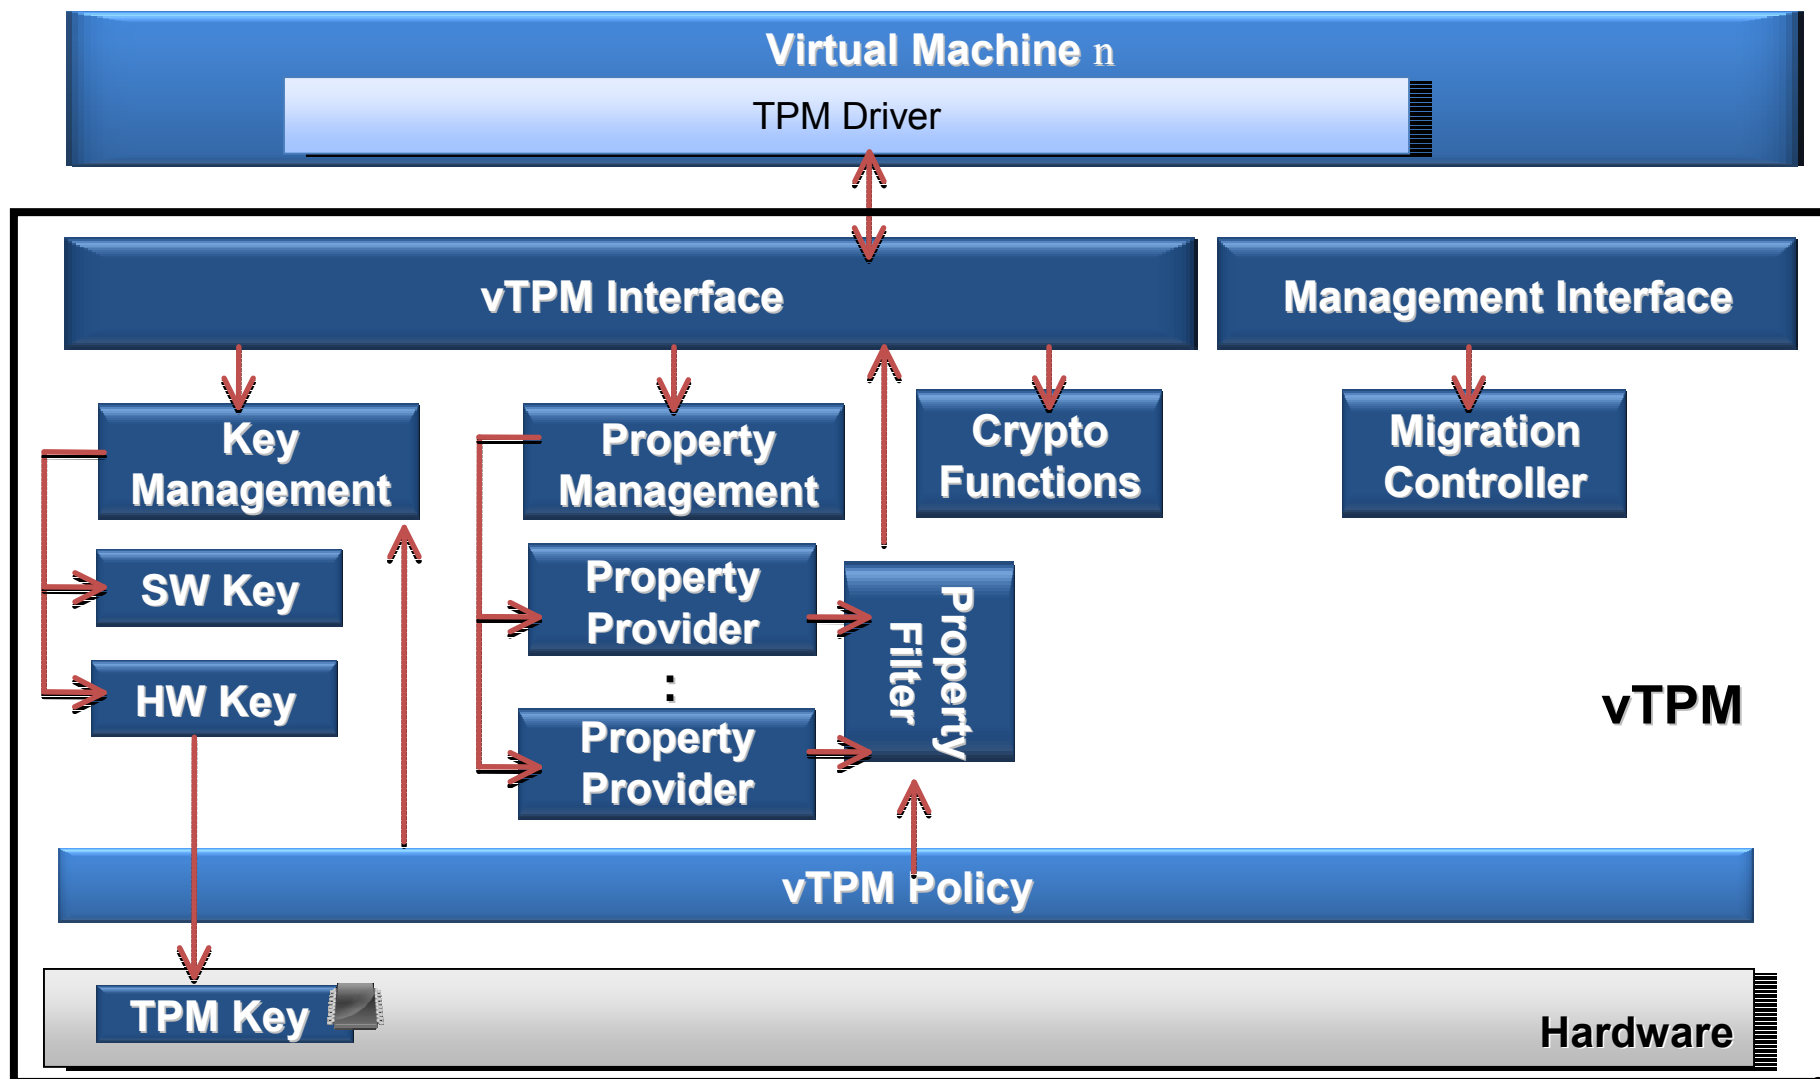 Virtual Machine n
TPM Driver
vTPM Interface
Management Interface
Key
Management
Property
Management
Crypto
Functions
Migration
Controller
SW Key
HW Key
Property
Provider
:
Property
Provider
Property
Filter
vTPM
vTPM Policy
TPM Key
Hardware